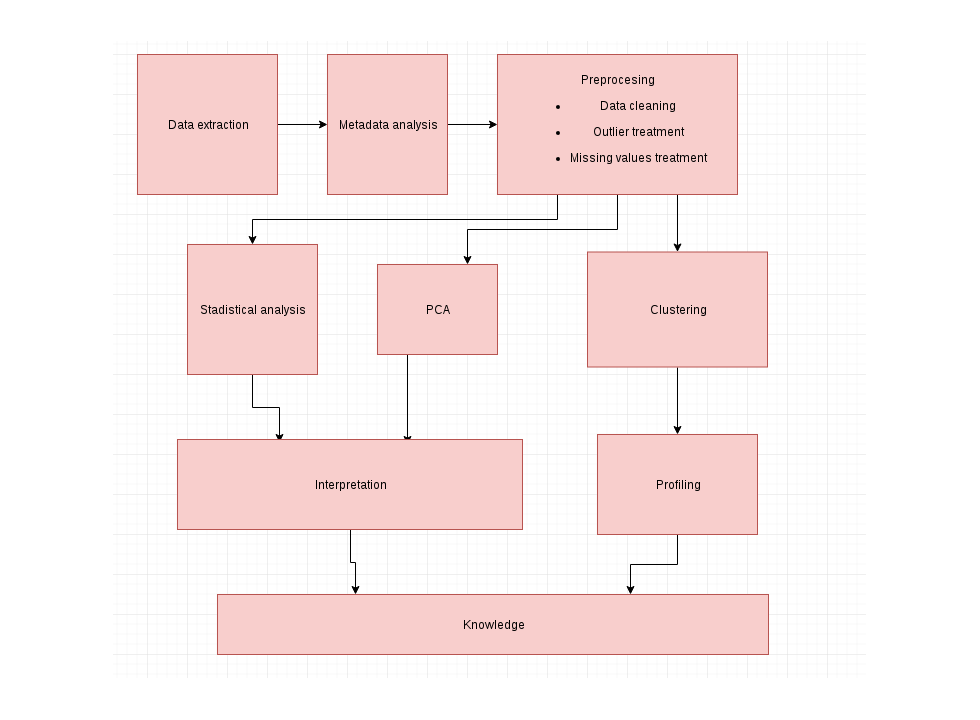 Data extraction
Metadata analysis
Preprocesing
• Data cleaning
• Outlier treatment
• Missing values treatment
Stadistical analysis
PCA
Clustering
Interpretation
Profiling
Knowledge